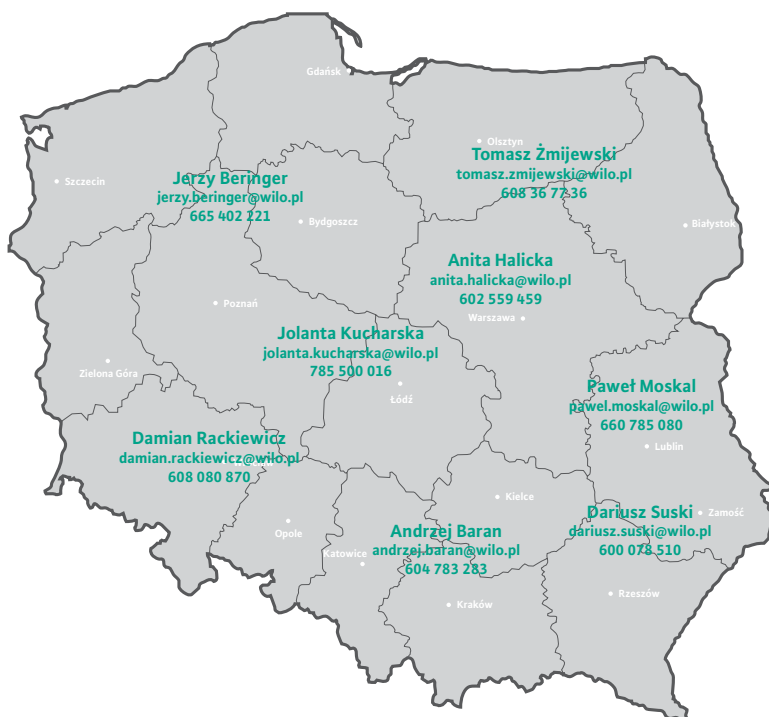 Gdańsk
Olsztyn
Tomasz Żmijewski
tomasz.zmijewski@wilo.pl
608 36 77 36
Szczecin
Jerzy Beringer
jerzy.beringer@wilo.pl
665 402 221
Bydgoszcz
Białystok
Anita Halicka
anita.halicka@wilo.pl
602 559 459
Warszawa
Poznań
Jolanta Kucharska
jolanta.kucharska@wilo.pl
785 500 016
Łódź
Zielona Góra
Paweł Moskal
pawel.moskal@wilo.pl
660 785 080
Lublin
Damian Rackiewicz
damian.rackiewicz@wilo.pl
608 080 870
Kielce
Dariusz Suski
dariusz.suski@wilo.pl
600 078 510
Zamość
Opole
Andrzej Baran
andrzej.baran@wilo.pl
604 783 283
Katowice
Kraków
Rzeszów